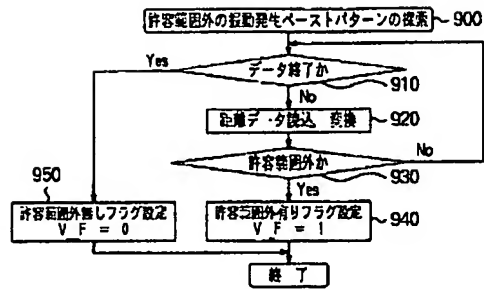 許容範囲外の振動発生ペーストパターンの探索
900
Yes
データ終了か
910
No
距離データ読込 変換
920
許容範囲外か
No
930
950
Yes
許容範囲外無しフラグ設定
V_F = 0
許容範囲外有りフラグ設定
V_F = 1
940
終了